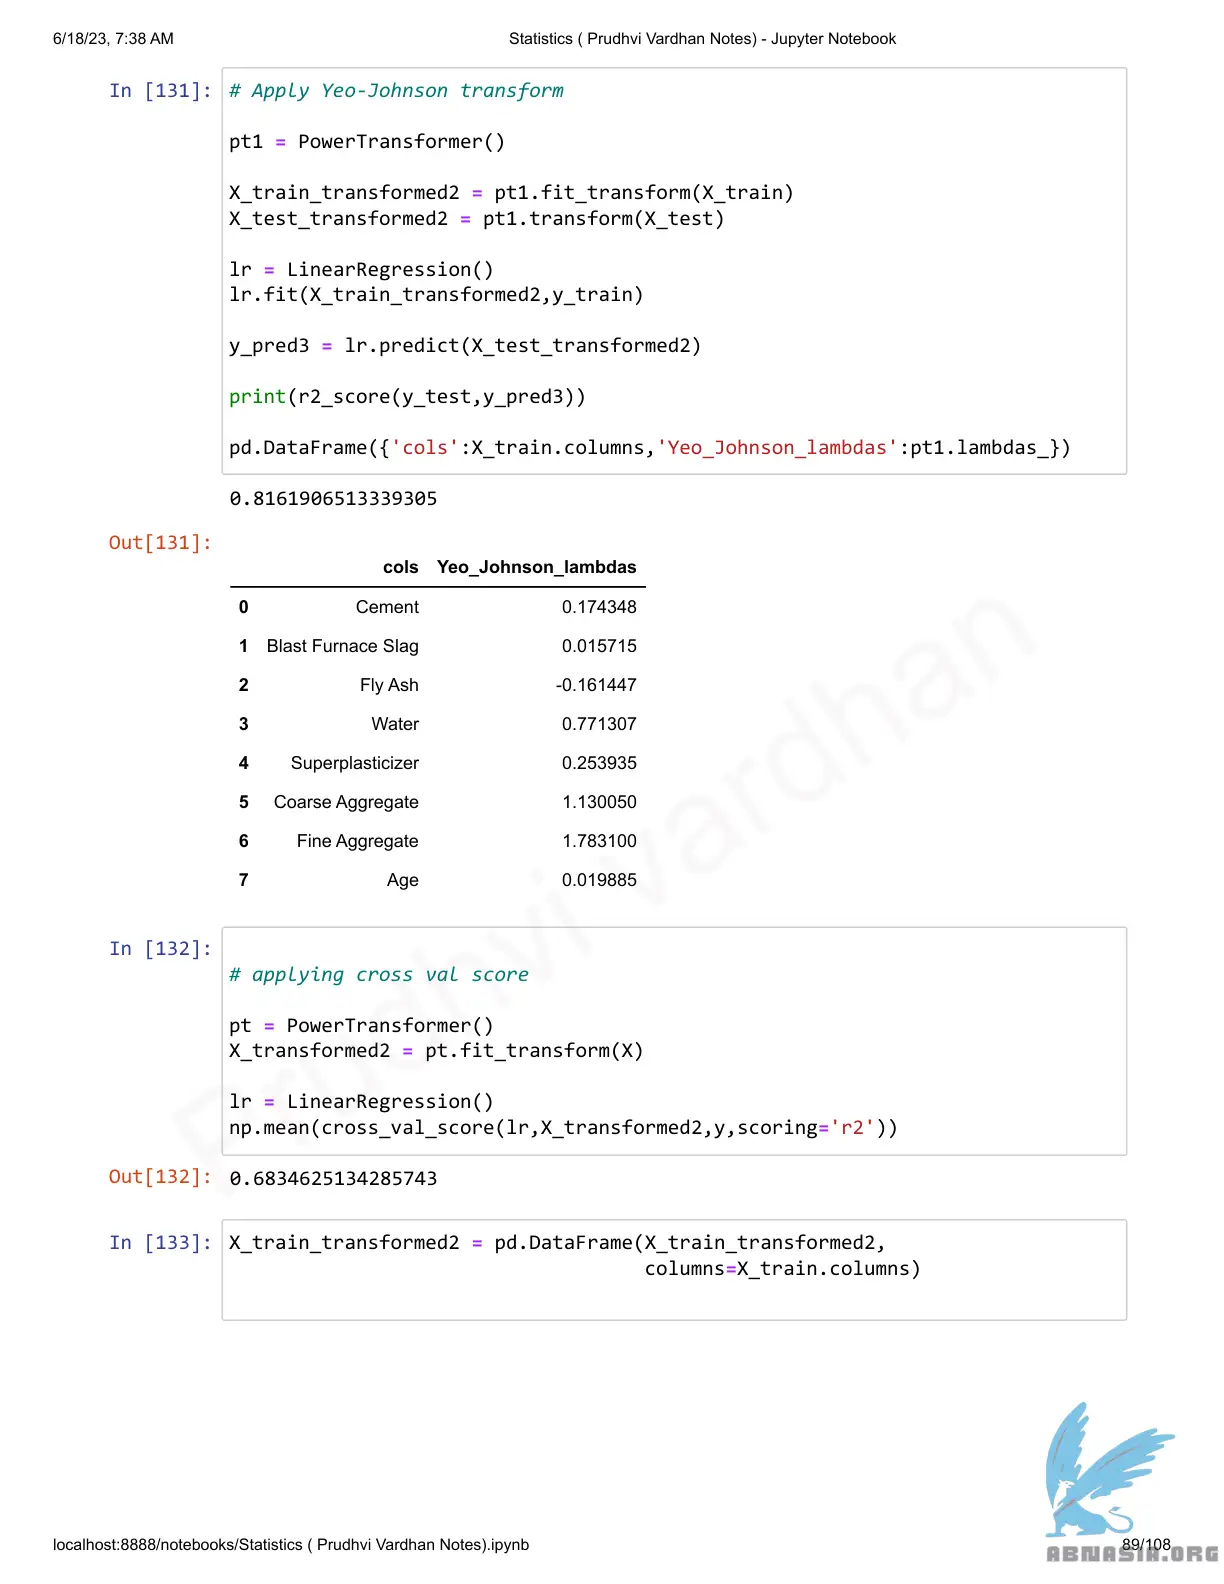 6/18/23, 7:38 AM Statistics ( Prudhvi Vardhan Notes) - Jupyter Notebook
In [131]: # Apply Yeo-Johnson transform
pt1 = PowerTransformer()
X_train_transformed2 = pt1.fit_transform(X_train)
X_test_transformed2 = pt1.transform(X_test)
lr = LinearRegression()
lr.fit(X_train_transformed2,y_train)
y_pred3 = lr.predict(X_test_transformed2)
print(r2_score(y_test,y_pred3))
pd.DataFrame({'cols':X_train.columns,'Yeo_Johnson_lambdas':pt1.lambdas_})
0.8161906513339305
Out[131]:
cols Yeo_Johnson_lambdas
0 Cement 0.174348
1 Blast Furnace Slag 0.015715
2 Fly Ash -0.161447
3 Water 0.771307
4 Superplasticizer 0.253935
5 Coarse Aggregate 1.130050
6 Fine Aggregate 1.783100
7 Age 0.019885
Prudhvi vardhan
In [132]:
# applying cross val score
pt = PowerTransformer()
X_transformed2 = pt.fit_transform(X)
lr = LinearRegression()
np.mean(cross_val_score(lr,X_transformed2,y,scoring='r2'))
Out[132]: 0.6834625134285743
In [133]: X_train_transformed2 = pd.DataFrame(X_train_transformed2,
columns=X_train.columns)
localhost:8888/notebooks/Statistics ( Prudhvi Vardhan Notes).ipynb 89/108
ABNASIA.ORG